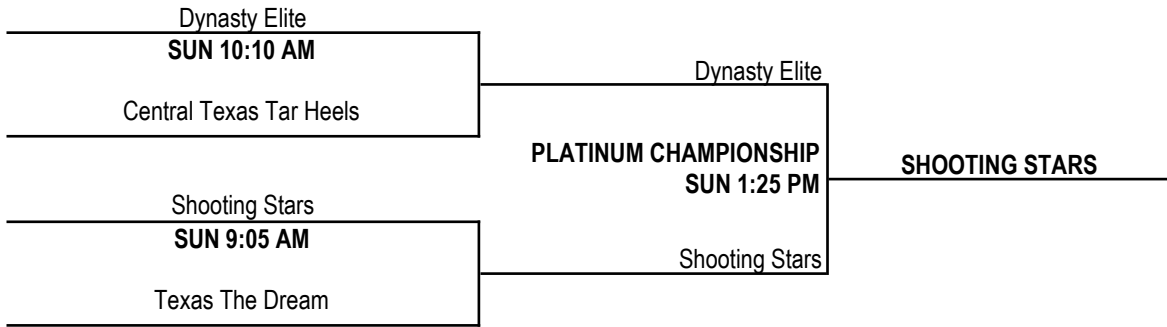 Dynasty Elite
SUN 10:10 AM
Central Texas Tar Heels
Dynasty Elite
PLATINUM CHAMPIONSHIP
SUN 1:25 PM
SHOOTING STARS
Shooting Stars
SUN 9:05 AM
Texas The Dream
Shooting Stars